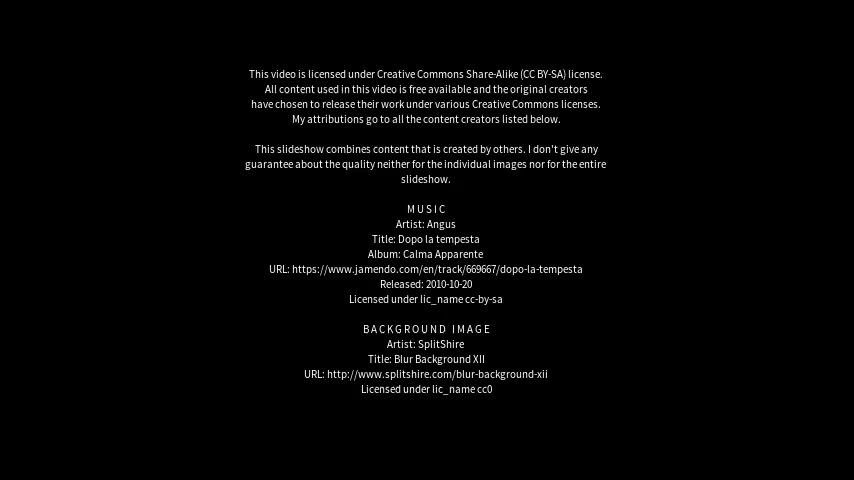 This video is licensed under Creative Commons Share-Alike (CC BY-SA) license.
All content used in this video is free available and the original creators
have chosen to release their work under various Creative Commons licenses.
My attributions go to all the content creators listed below.
This slideshow combines content that is created by others. I don't give any
guarantee about the quality neither for the individual images nor for the entire
slideshow.
MUSIC
Artist: Angus
Title: Dopo la tempesta
Album: Calma Apparente
URL: https://www.jamendo.com/en/track/669667/dopo-la-tempesta
Released: 2010-10-20
Licensed under lic_name cc-by-sa
BACKGROUND IMAGE
Artist: SplitShire
Title: Blur Background XII
URL: http://www.splitshire.com/blur-background-xii
Licensed under lic_name cc0